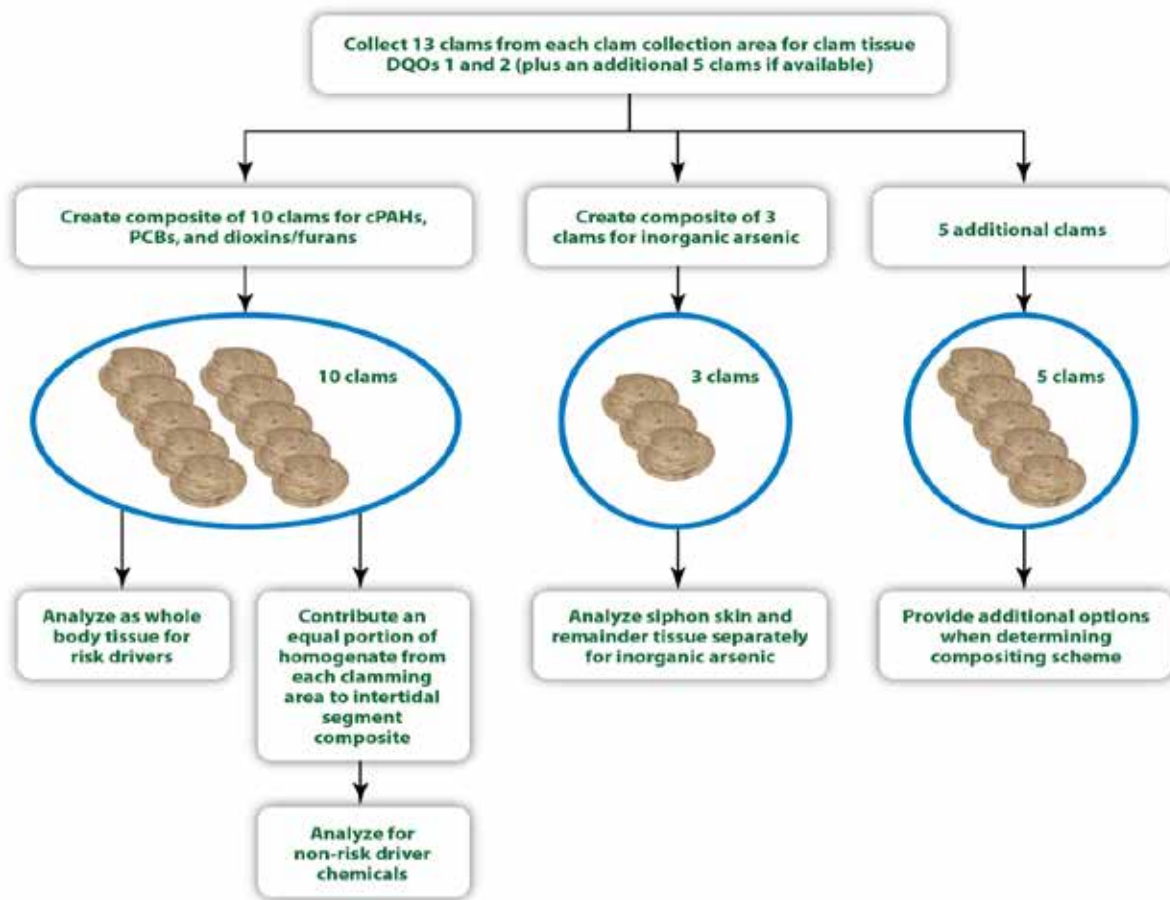 Collect 13 clams from each clam collection area for clam tissue
DQOs 1 and 2 (plus an additional 5 clams if available)
Create composite of 10 clams for cPAHs,
PCBs, and dioxins/furans
Create composite of 3
clams for inorganic arsenic
5 additional clams
10 clams
3 clams
5 clams
Analyze as whole
body tissue for
risk drivers
Contribute an
equal portion of
homogenate from
each clamming
area to intertidal
segment
composite
Analyze siphon skin and
remainder tissue separately
for inorganic arsenic
Provide additional options
when determining
compositing scheme
Analyze for
non-risk driver
chemicals